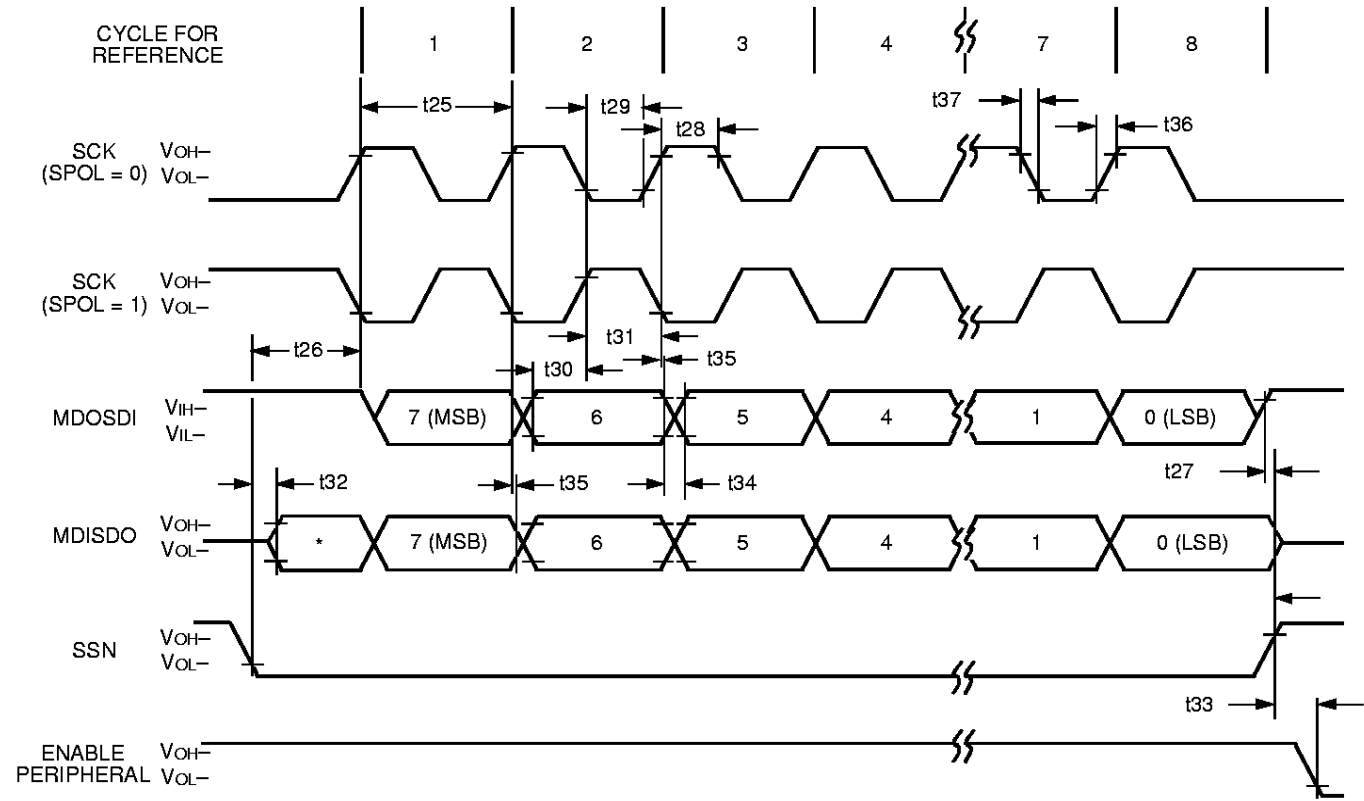 CYCLE FOR
REFERENCE
1 2 3 4 7 8
t25 t29 t37
t28 t36
SCK
(SPOL = 0)
VOH–
VOL–
SCK
(SPOL = 1)
VOH–
VOL–
t26 t31
t30 t35
MDOSDI
VIH–
VIL–
7 (MSB) 6 5 4 1 0 (LSB)
t32 t35 t34 t27
MDISDO
VOH–
VOL–
* 7 (MSB) 6 5 4 1 0 (LSB)
SSN
VOH–
VOL–
t33
ENABLE
PERIPHERAL
VOH–
VOL–